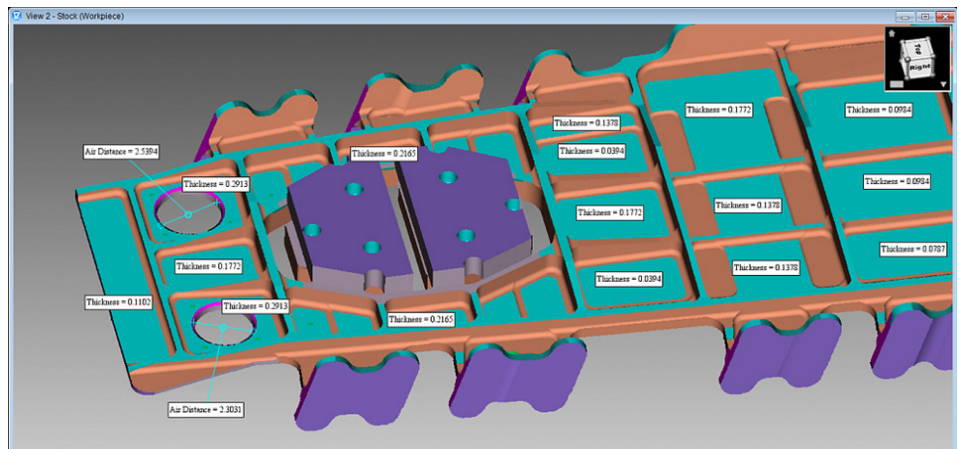 View 2 - Stock (Workpiece)
Top
Right
Thickness = 0.1772
Thickness = 0.0984
Thickness = 0.1378
Air Distance = 2.5394
Thickness = 0.2165
Thickness = 0.0394
Thickness = 0.2913
Thickness = 0.0984
Thickness = 0.1378
Thickness = 0.1772
Thickness = 0.0787
Thickness = 0.1772
Thickness = 0.1378
Thickness = 0.0394
Thickness = 0.1102
Thickness = 0.2913
Thickness = 0.2165
Air Distance = 2.3031